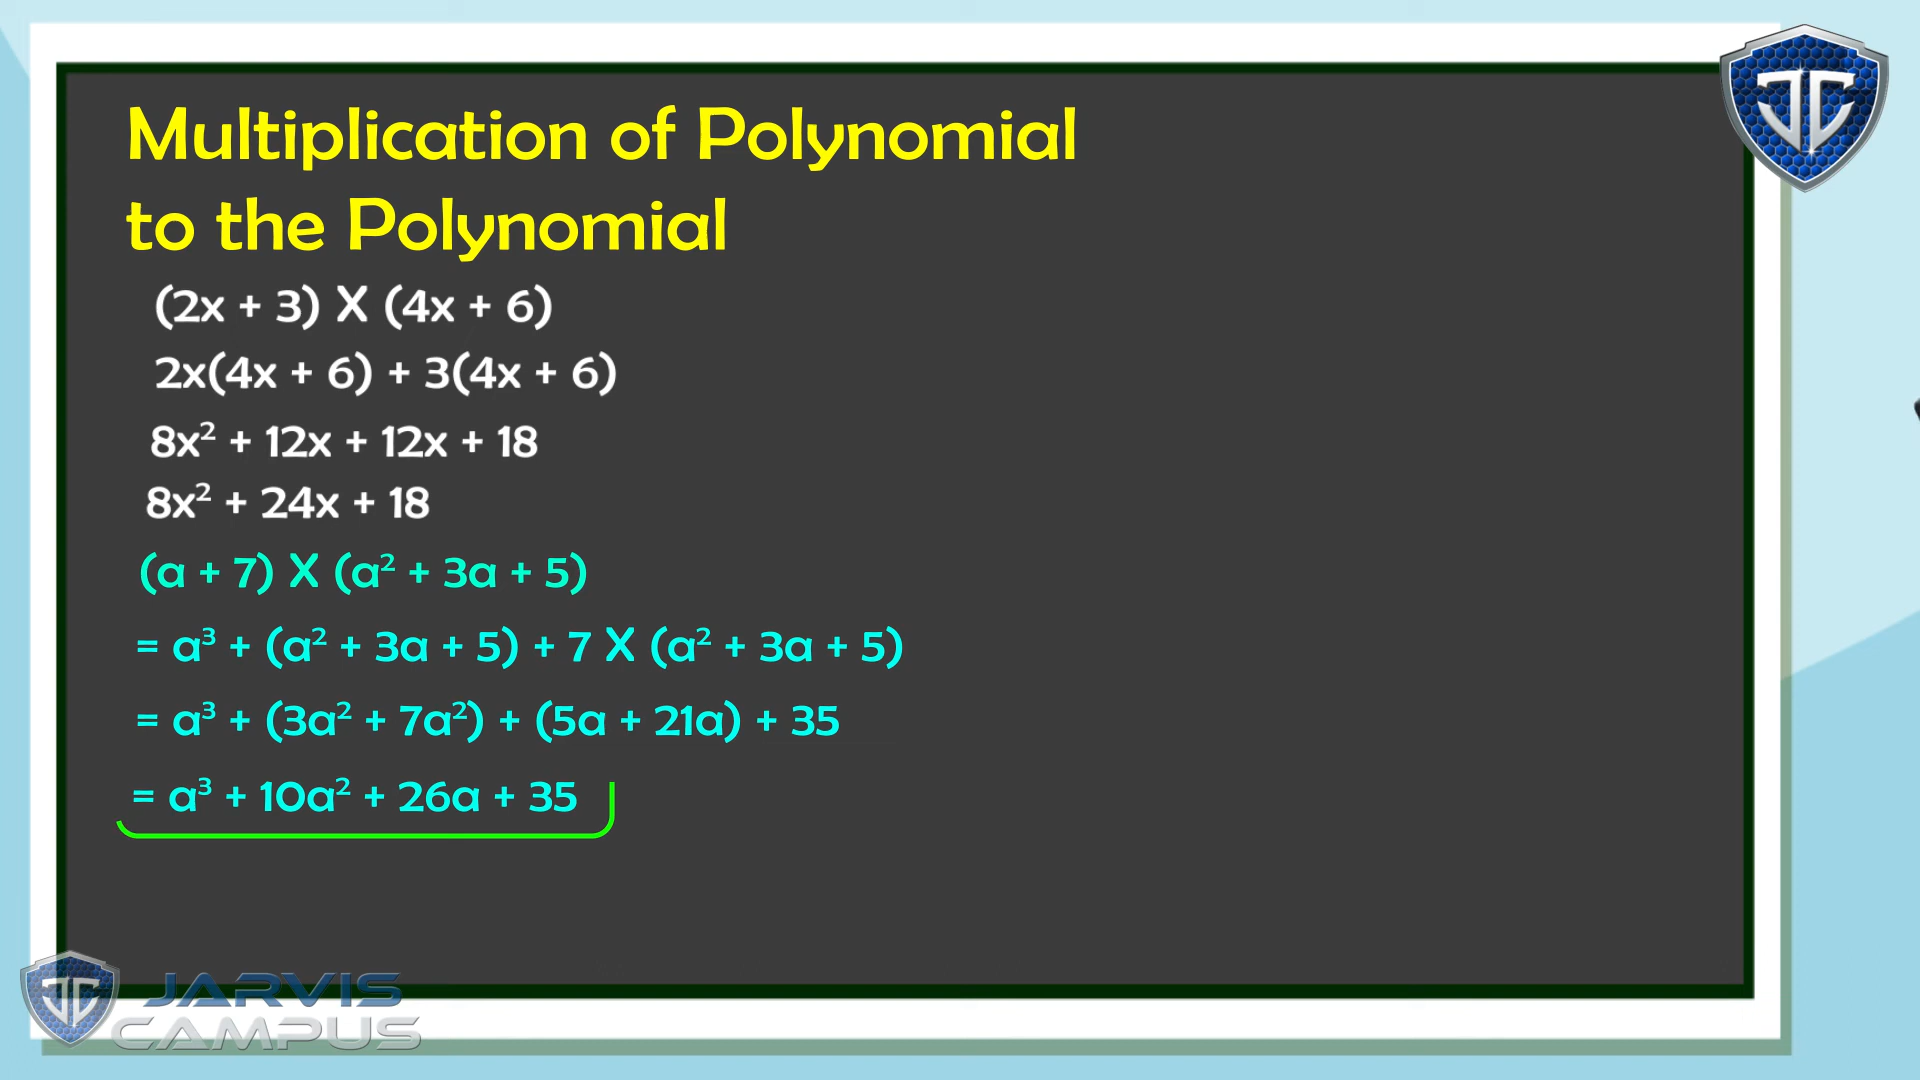 Multiplication of Polynomial
to the Polynomial
(2x + 3) X (4x + 6)
2x(4x + 6) + 3(4x + 6)
8x² + 12x + 12x + 18
8x² + 24x + 18
(a + 7) X (a² + 3a + 5)
= a³ + (a² + 3a + 5) + 7 X (a² + 3a + 5)
= a³ + (3a² + 7a²) + (5a + 21a) + 35
= a³ + 10a² + 26a + 35
JC
JC
JARVIS
CAMPUS